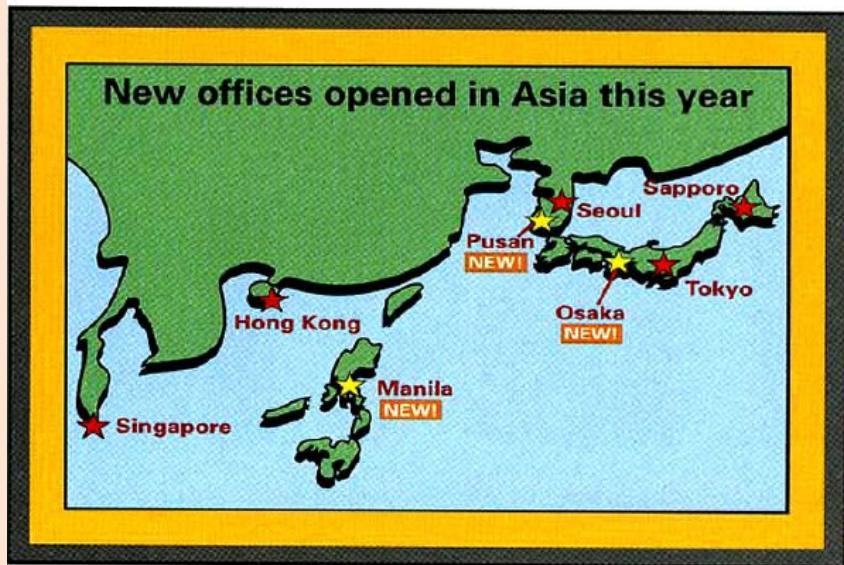 New offices opened in Asia this year
Sapporo
Seoul
Pusan
NEW!
Tokyo
Osaka
NEW!
Hong Kong
Manila
NEW!
Singapore